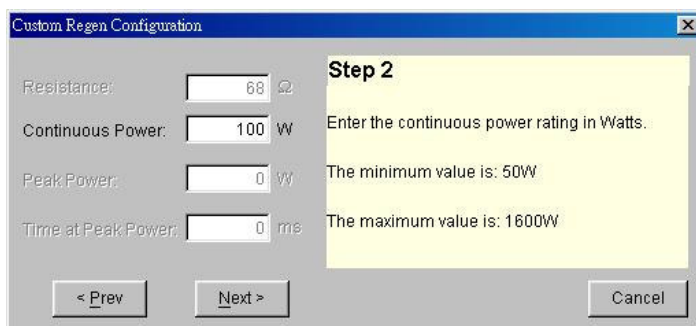 Custom Regen Configuration
Resistance: 68 Ω
Continuous Power: 100 W
Peak Power: 0 W
Time at Peak Power: 0 ms
Step 2
Enter the continuous power rating in Watts.
The minimum value is: 50W
The maximum value is: 1600W
< Prev
Next >
Cancel